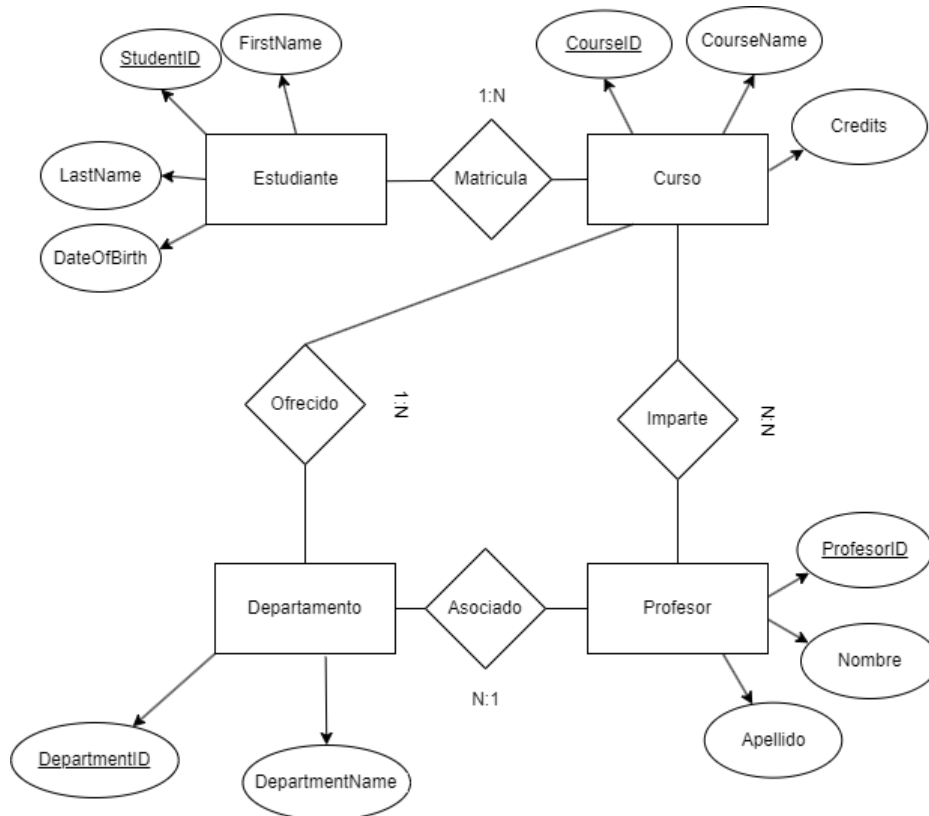 FirstName
StudentID
CourseID
CourseName
1:N
Credits
LastName
Estudiante
Matricula
Curso
DateOfBirth
Ofrecido
1:N
Imparte
N:N
ProfesorID
Departamento
Asociado
Profesor
Nombre
N:1
Apellido
DepartmentID
DepartmentName